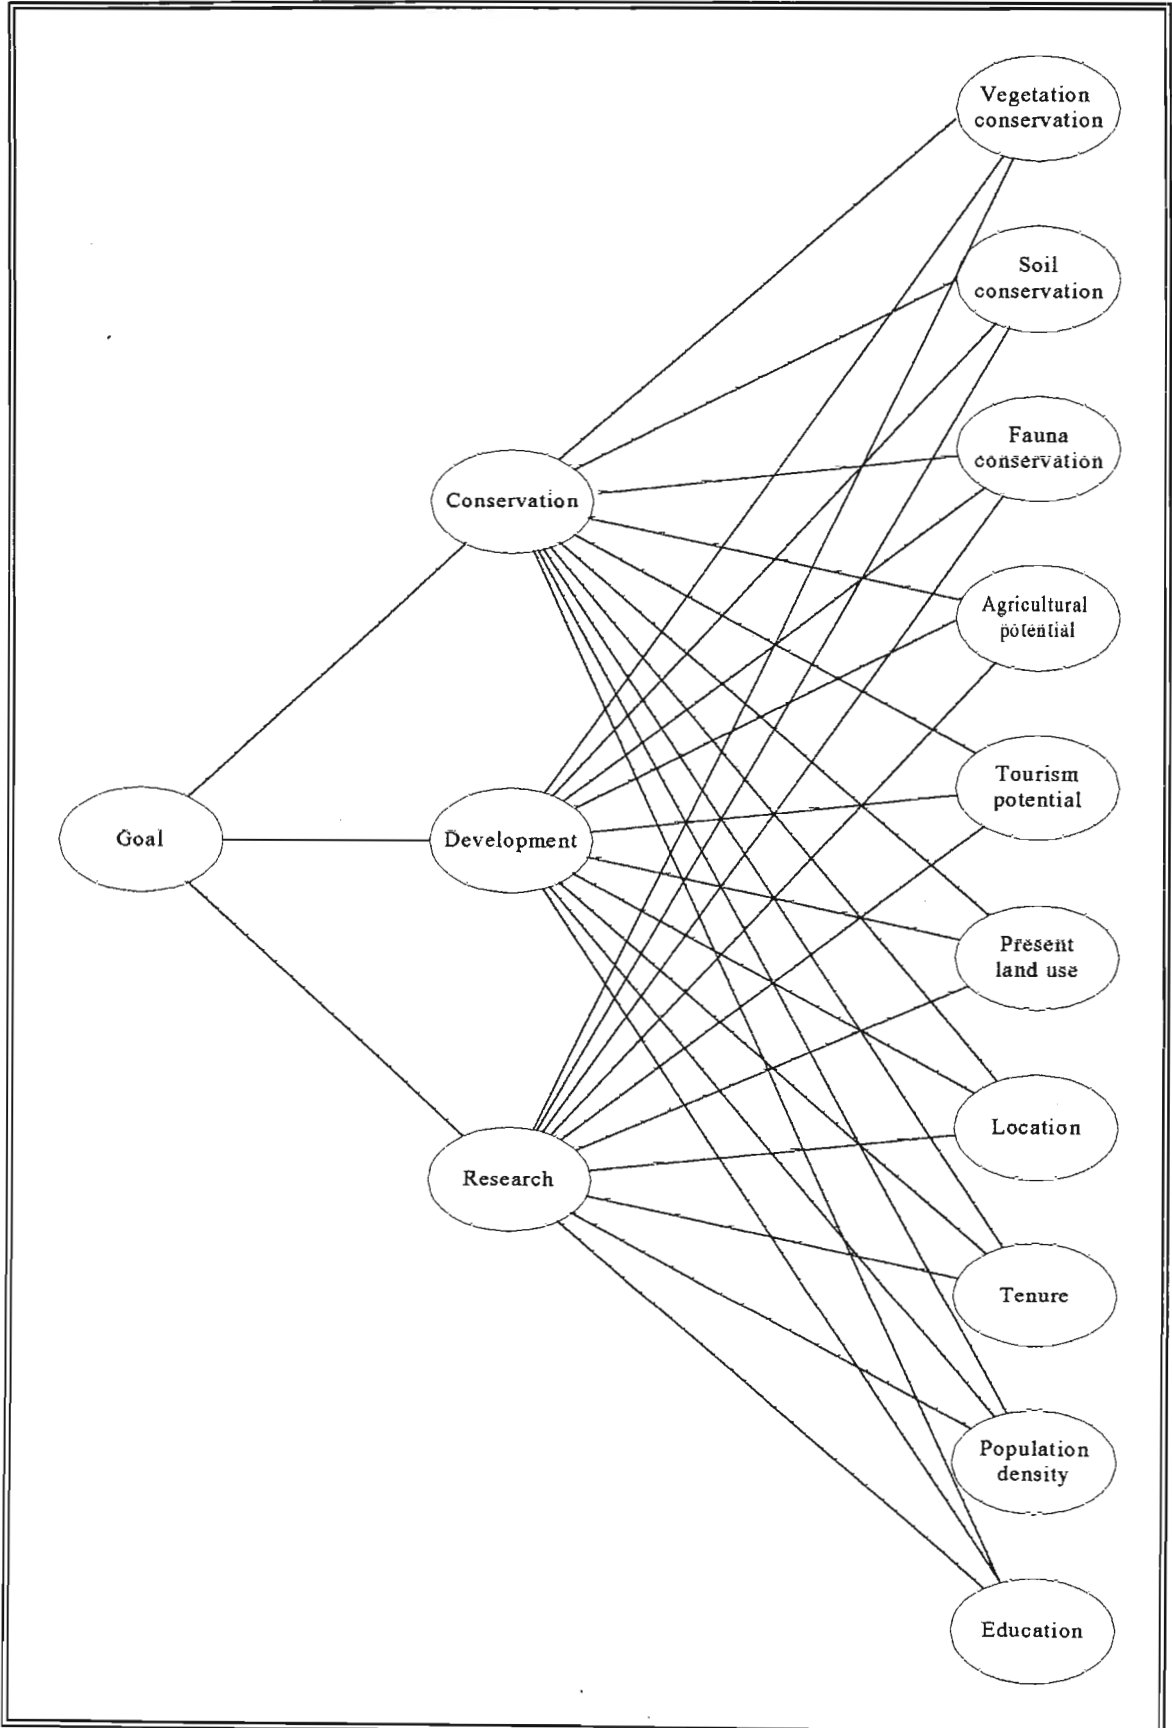 Vegetation
conservation
Soil
conservation
Fauna
conservation
Conservation
Agricultural
potential
Tourism
potential
Goal
Development
Present
land use
Location
Research
Tenure
Population
density
Education